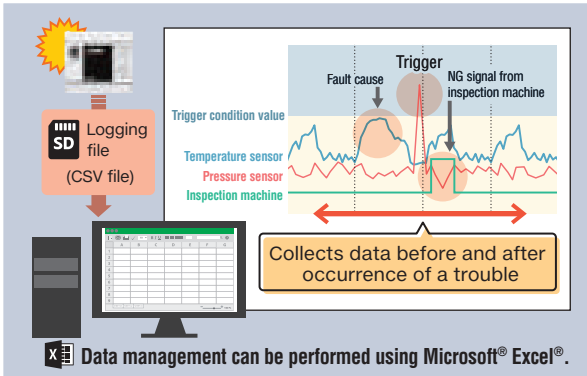 SD
Logging
file
(CSV file)
Trigger
Fault cause
NG signal from
inspection machine
Trigger condition value
Temperature sensor
Pressure sensor
Inspection machine
Collects data before and after
occurrence of a trouble
X Data management can be performed using Microsoft® Excel®.